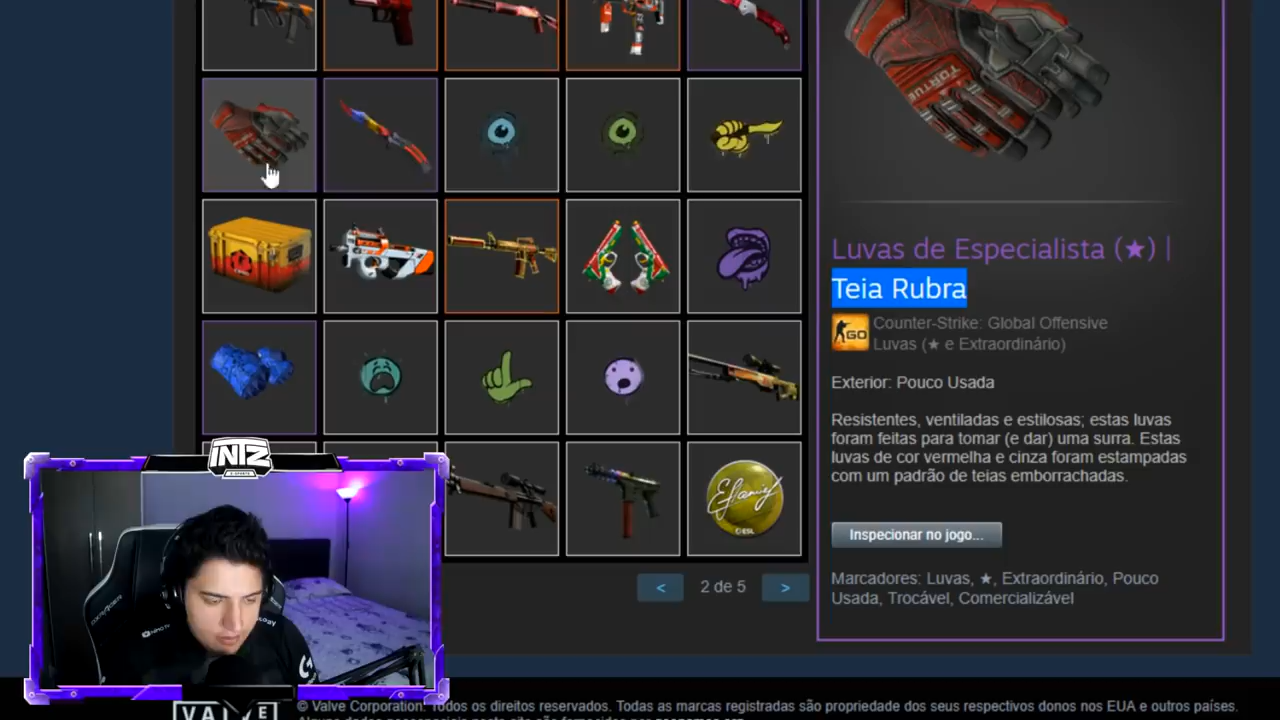 TORTUE
Luvas de Especialista (★) |
Teia Rubra
GO
Counter-Strike: Global Offensive
Luvas (★ e Extraordinário)
Exterior: Pouco Usada
Resistentes, ventiladas e estilosas; estas luvas
foram feitas para tomar (e dar) uma surra. Estas
luvas de cor vermelha e cinza foram estampadas
com um padrão de teias emborrachadas.
Inspecionar no jogo...
Marcadores: Luvas, ★, Extraordinário, Pouco
Usada, Trocável, Comercializável
< 2 de 5 >
INTZ
VALVE
© Valve Corporation. Todos os direitos reservados. Todas as marcas registradas são propriedade dos seus respectivos donos nos EUA e outros países.